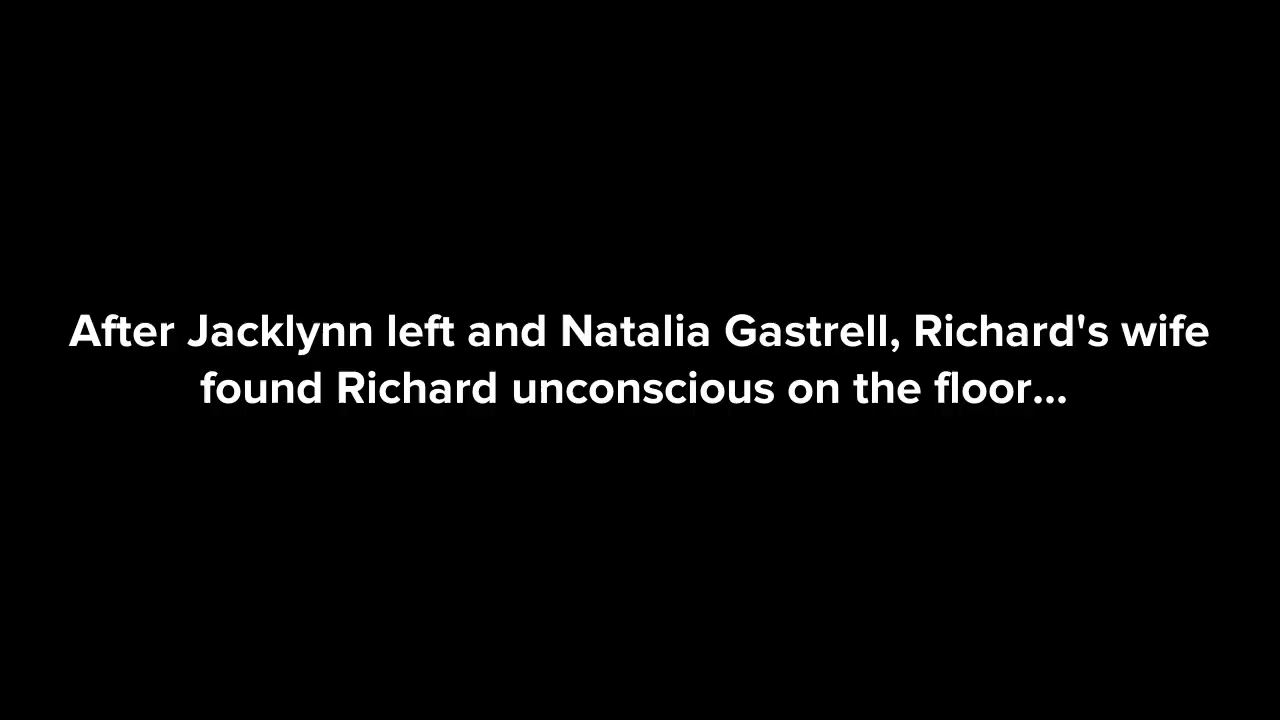 After Jacklynn left and Natalia Gastrell, Richard's wife
found Richard unconscious on the floor...